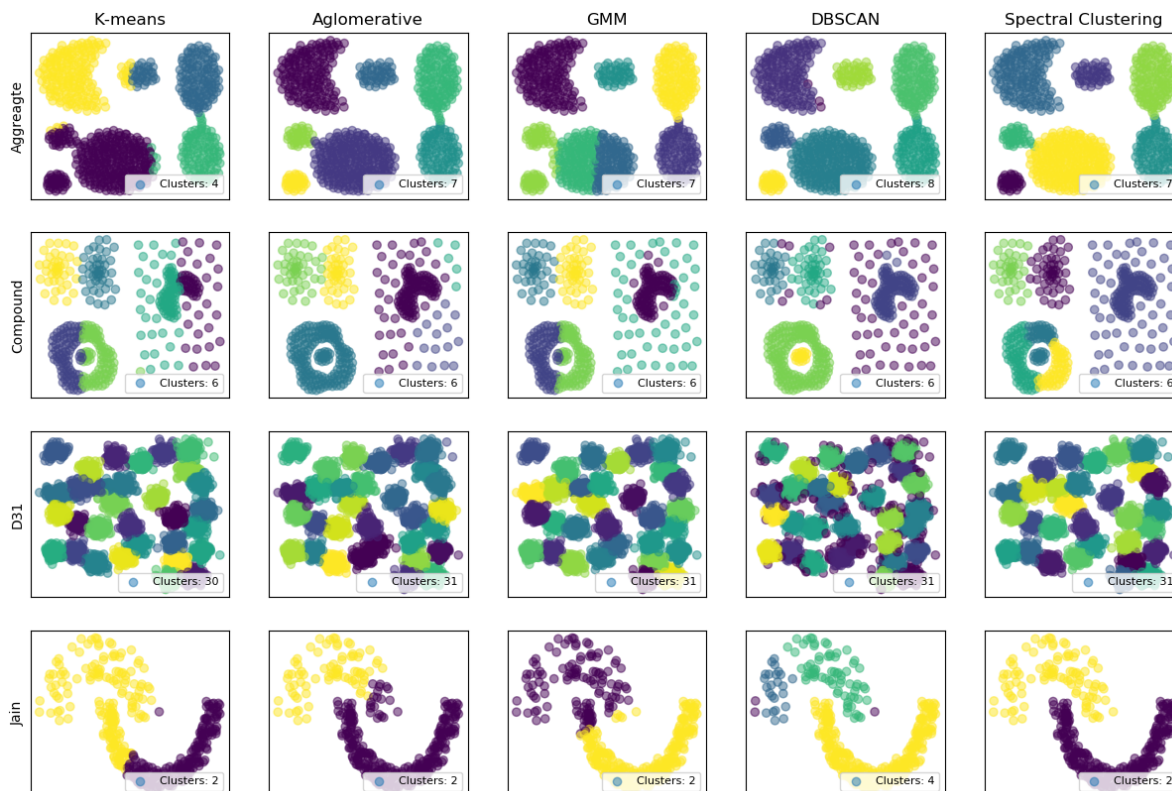 K-means Aglomerative GMM DBSCAN Spectral Clustering
Aggreagte
Clusters: 4 Clusters: 7 Clusters: 7 Clusters: 8 Clusters: 7
Compound
Clusters: 6 Clusters: 6 Clusters: 6 Clusters: 6 Clusters: 6
D31
Clusters: 30 Clusters: 31 Clusters: 31 Clusters: 31 Clusters: 31
Jain
Clusters: 2 Clusters: 2 Clusters: 2 Clusters: 4 Clusters: 2